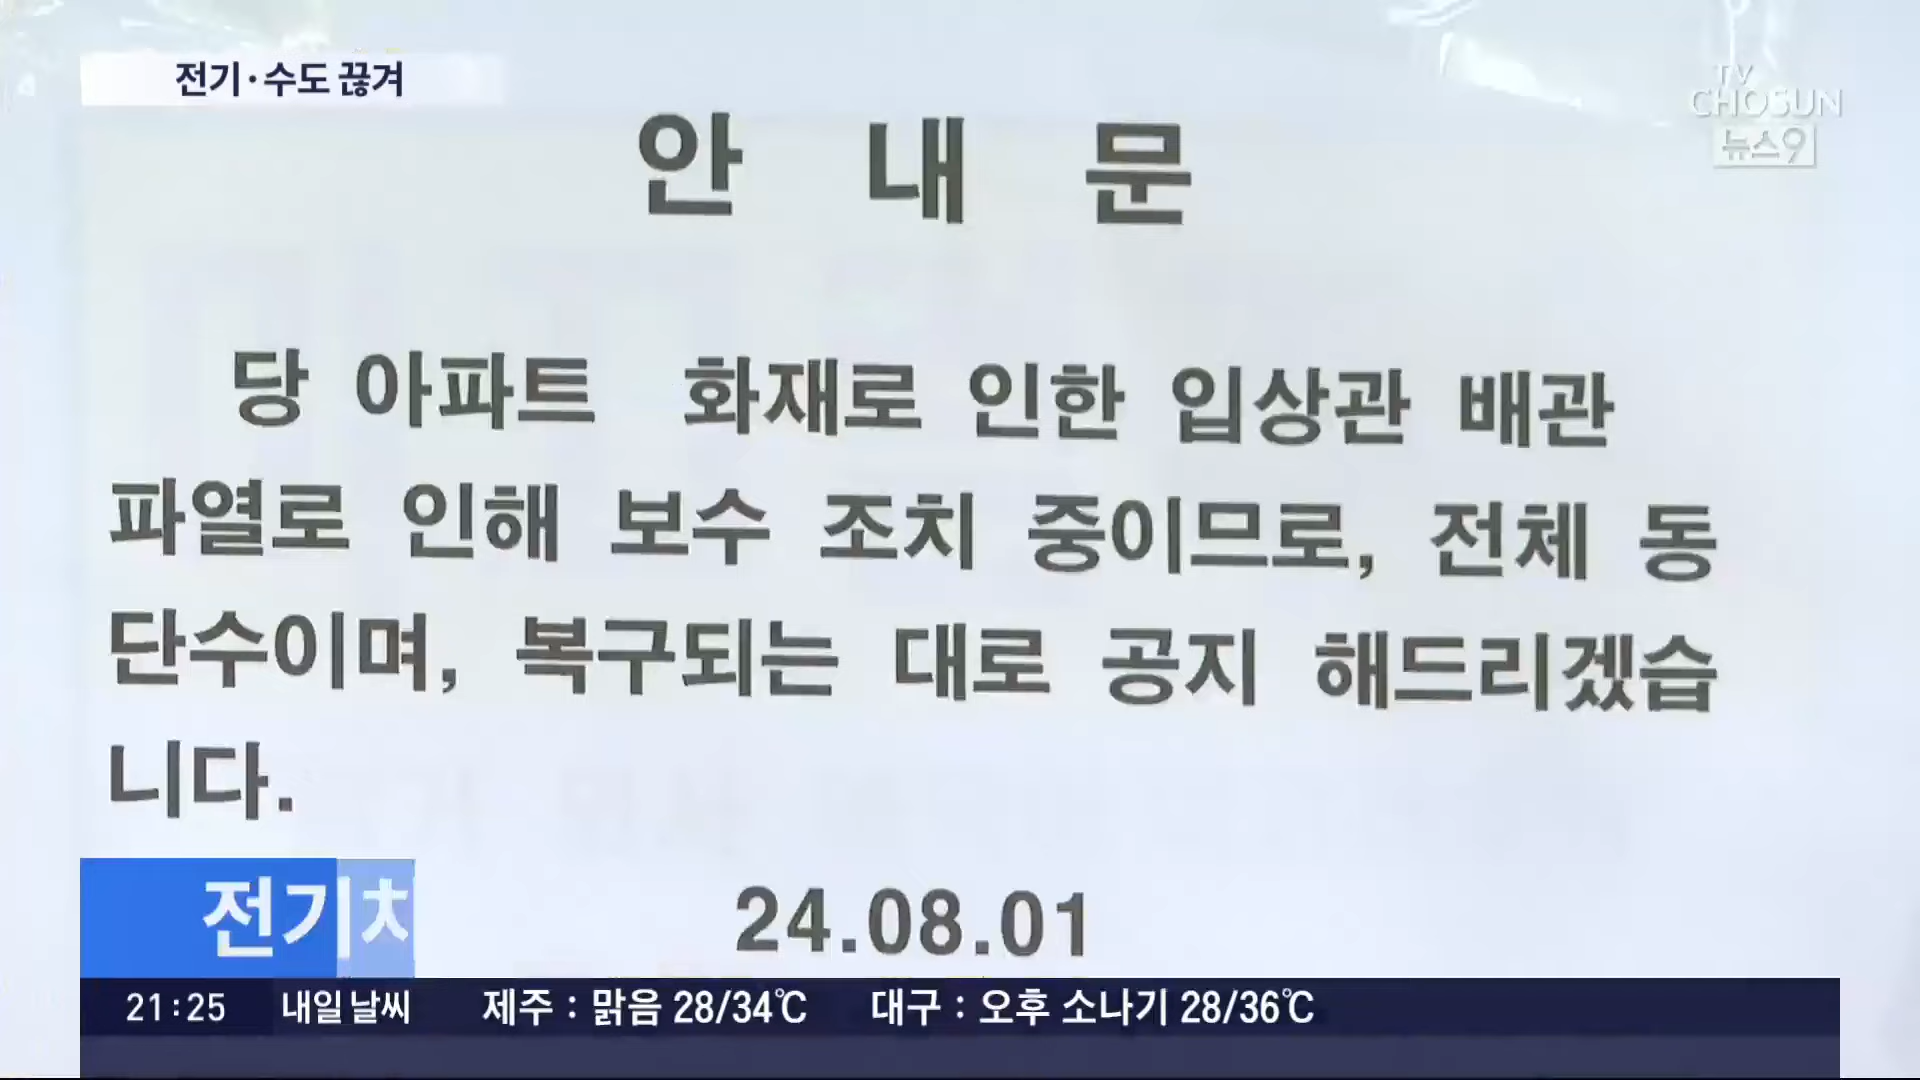 전기·수도 끊겨
TV
CHOSUN
뉴스9
안 내 문
당 아파트 화재로 인한 입상관 배관
파열로 인해 보수 조치 중이므로, 전체 동
단수이며, 복구되는 대로 공지 해드리겠습
니다.
24.08.01
전기차
21:25 내일 날씨 제주 : 맑음 28/34℃ 대구 : 오후 소나기 28/36℃